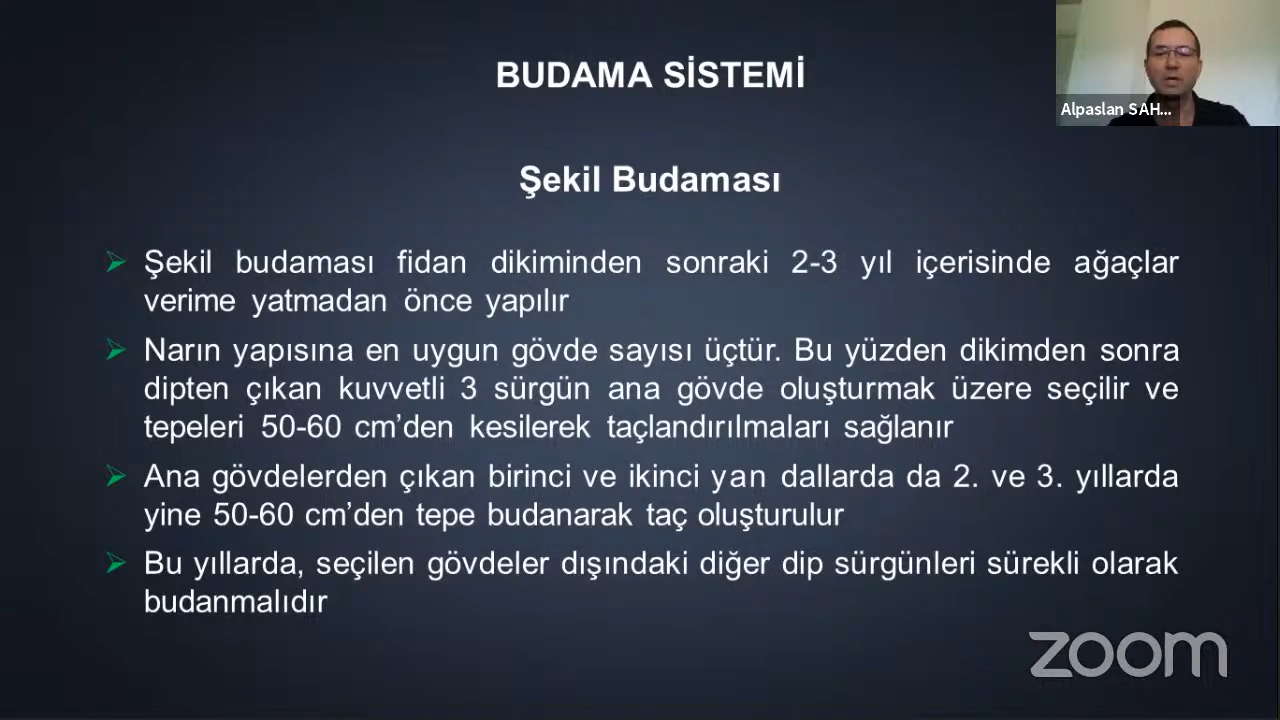 BUDAMA SİSTEMİ
Alpaslan SAH...
Şekil Budaması
Şekil budaması fidan dikiminden sonraki 2-3 yıl içerisinde ağaçlar
verime yatmadan önce yapılır
Narın yapısına en uygun gövde sayısı üçtür. Bu yüzden dikimden sonra
dipten çıkan kuvvetli 3 sürgün ana gövde oluşturmak üzere seçilir ve
tepeleri 50-60 cm’den kesilerek taçlandırılmaları sağlanır
Ana gövdelerden çıkan birinci ve ikinci yan dallarda da 2. ve 3. yıllarda
yine 50-60 cm’den tepe budanarak taç oluşturulur
Bu yıllarda, seçilen gövdeler dışındaki diğer dip sürgünleri sürekli olarak
budanmalıdır
zoom